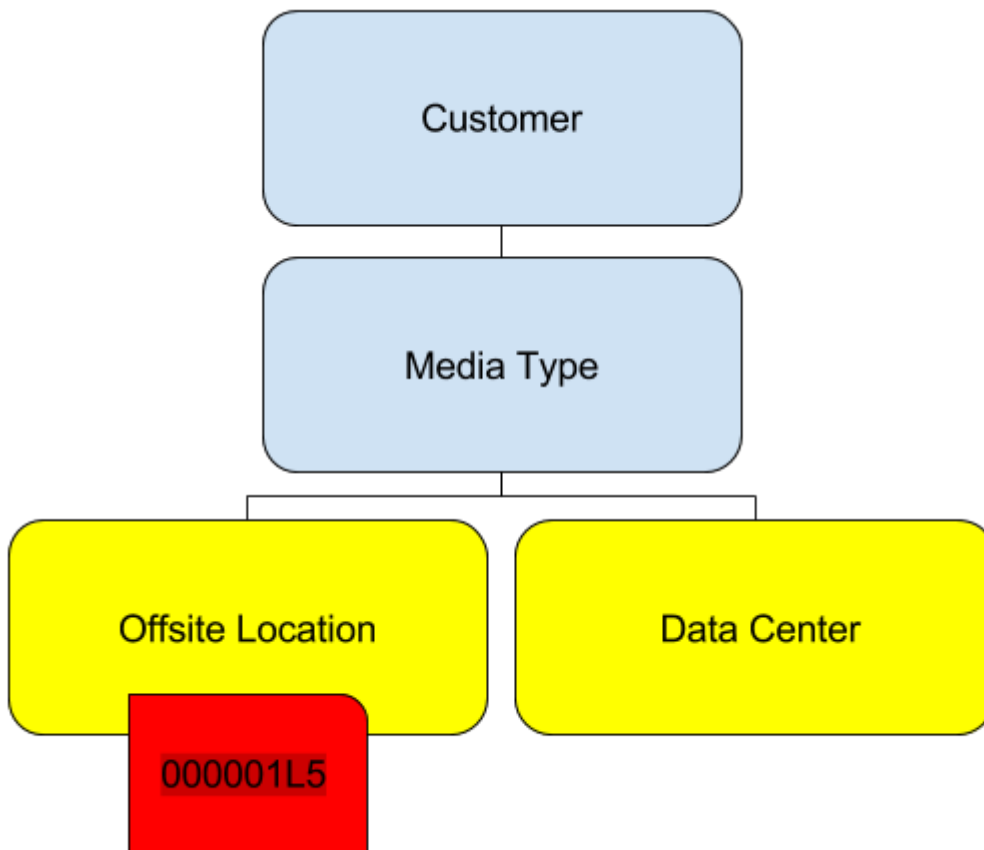 Customer
Media Type
Offsite Location
Data Center
000001L5